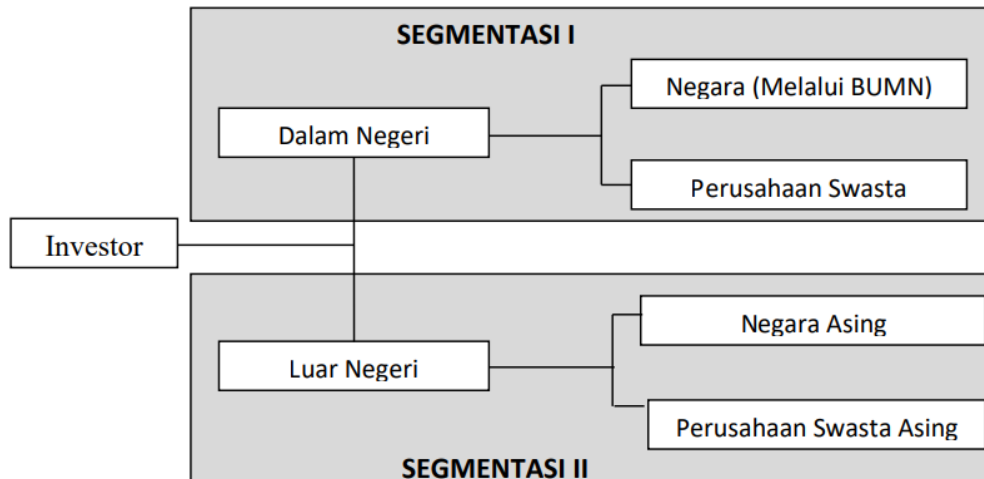 SEGMENTASI I
Negara (Melalui BUMN)
Dalam Negeri
Perusahaan Swasta
Investor
Negara Asing
Luar Negeri
Perusahaan Swasta Asing
SEGMENTASI II